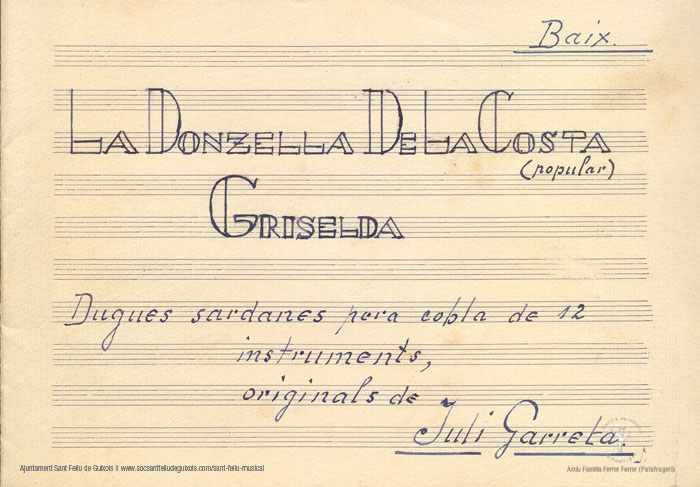 Baix.
LA DONZELLA DE LA COSTA
(popular)
GRISELDA
Dugues sardanes pera cobla de 12
instruments,
originals de
Juli Garreta.
Ajuntament Sant Feliu de Guíxols || www.socsantfeliudeguixols.com/sant-feliu-musical
Arxiu Família Ferrer Ferrer (Palafrugell)